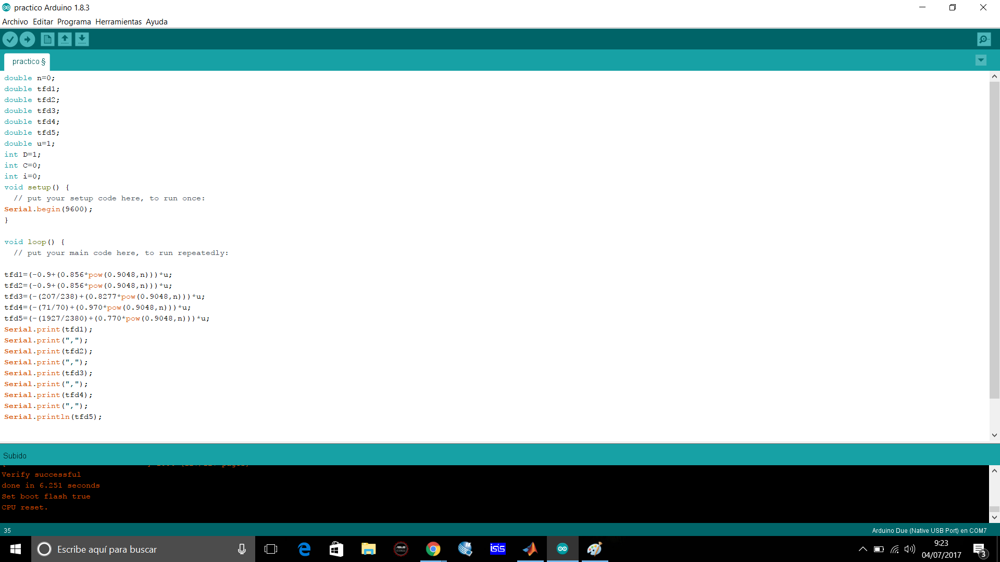 practico Arduino 1.8.3
Archivo Editar Programa Herramientas Ayuda
practico §
double n=0;
double tfd1;
double tfd2;
double tfd3;
double tfd4;
double tfd5;
double u=1;
int D=1;
int C=0;
int i=0;
void setup() {
// put your setup code here, to run once:
Serial.begin(9600);
}
void loop() {
// put your main code here, to run repeatedly:
tfd1=(-0.9+(0.856*pow(0.9048,n)))*u;
tfd2=(-0.9+(0.856*pow(0.9048,n)))*u;
tfd3=(-(207/238)+(0.8277*pow(0.9048,n)))*u;
tfd4=(-(71/70)+(0.970*pow(0.9048,n)))*u;
tfd5=(-(1927/2380)+(0.770*pow(0.9048,n)))*u;
Serial.print(tfd1);
Serial.print(",");
Serial.print(tfd2);
Serial.print(",");
Serial.print(tfd3);
Serial.print(",");
Serial.print(tfd4);
Serial.print(",");
Serial.println(tfd5);
Subido
Verify successful
done in 6.251 seconds
Set boot flash true
CPU reset.
35
Arduino Due (Native USB Port) en COM7
Escribe aquí para buscar
isis
9:23
04/07/2017
3